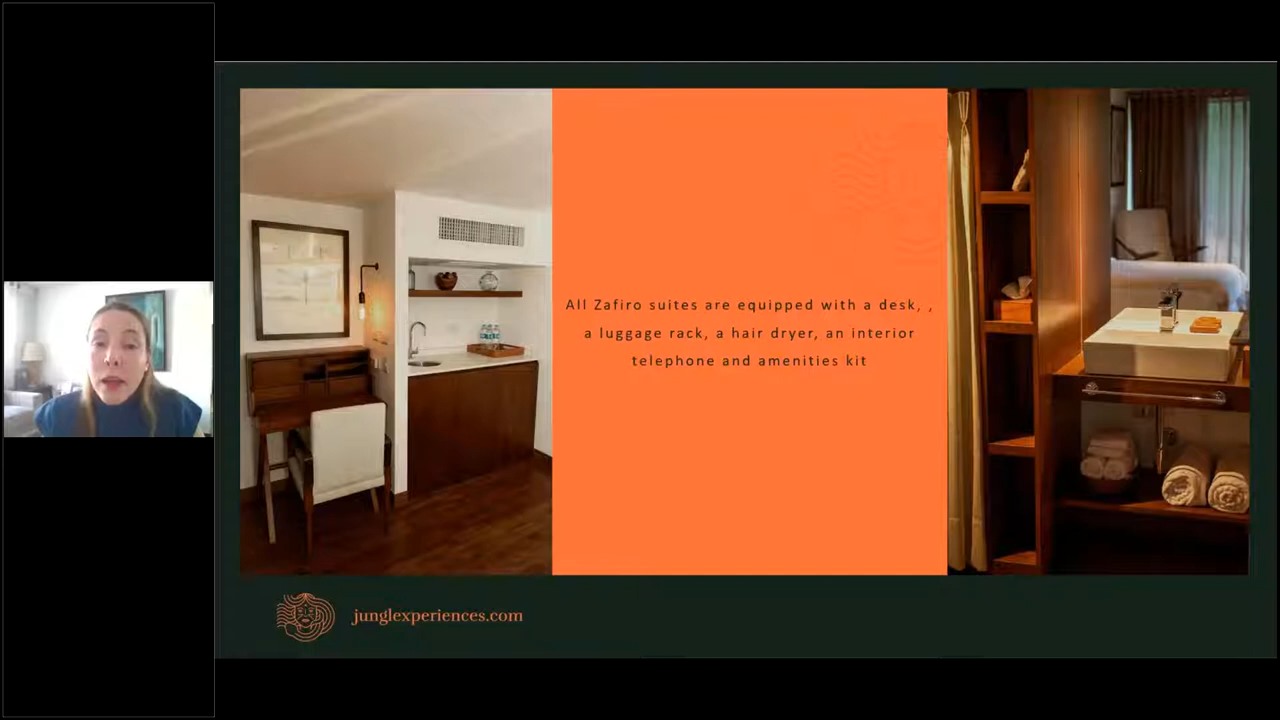 All Zafiro suites are equipped with a desk, ,
a luggage rack, a hair dryer, an interior
telephone and amenities kit
junglexperiences.com